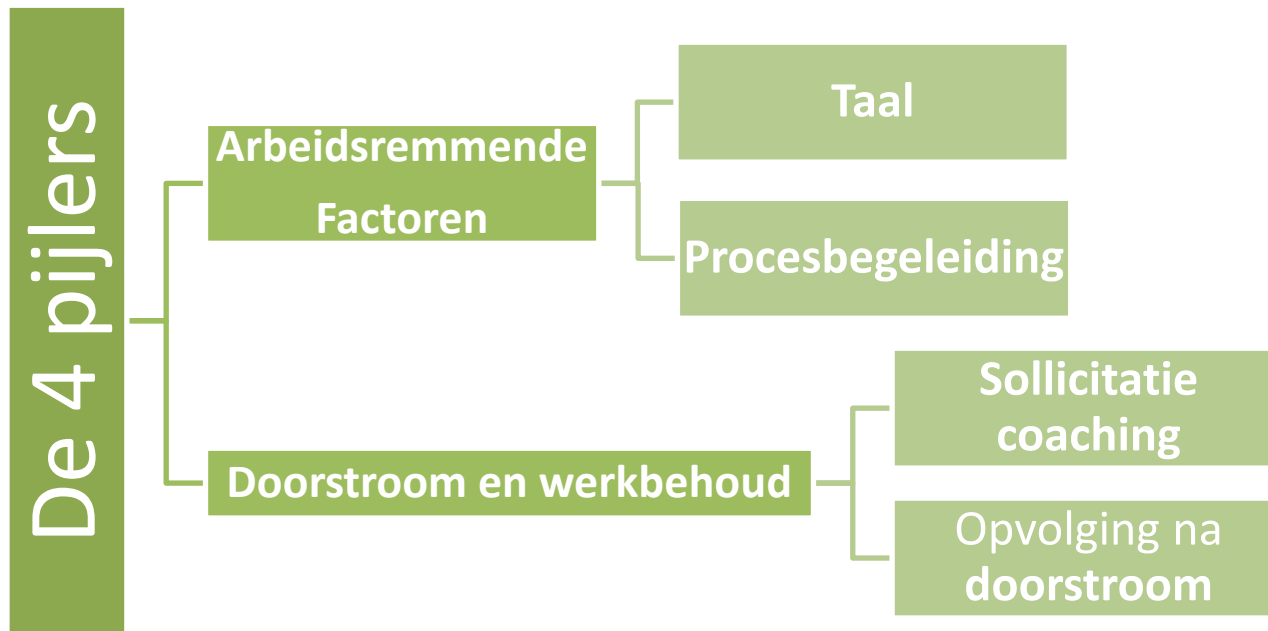 De 4 pijlers
Arbeidsremmende
Factoren
Taal
Procesbegeleiding
Doorstroom en werkbehoud
Sollicitatie
coaching
Opvolging na
doorstroom